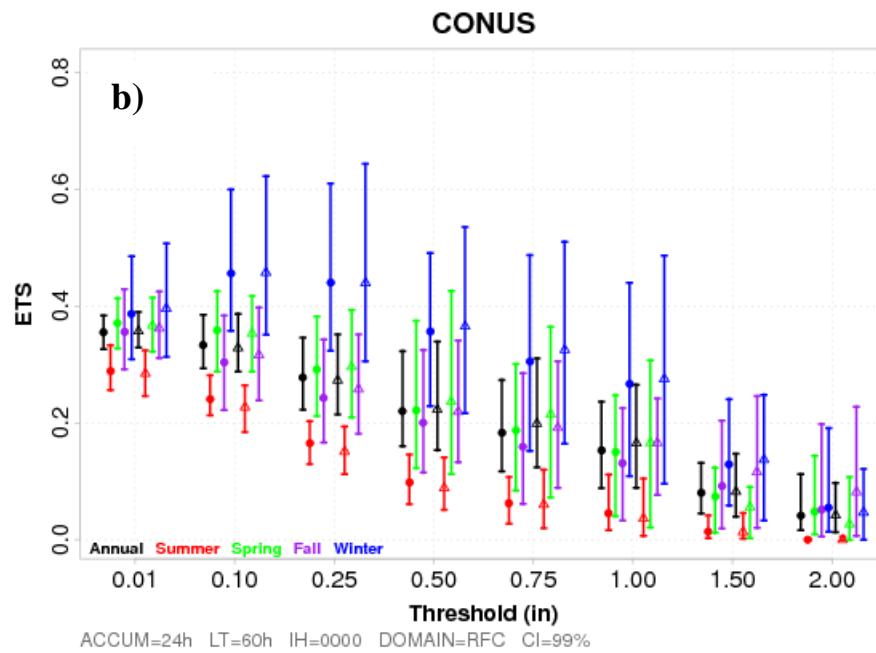 CONUS
b)
ETS
0.8
0.6
0.4
0.2
0.0
Annual Summer Spring Fall Winter
0.01 0.10 0.25 0.50 0.75 1.00 1.50 2.00
Threshold (in)
ACCUM=24h LT=60h IH=0000 DOMAIN=RFC CI=99%